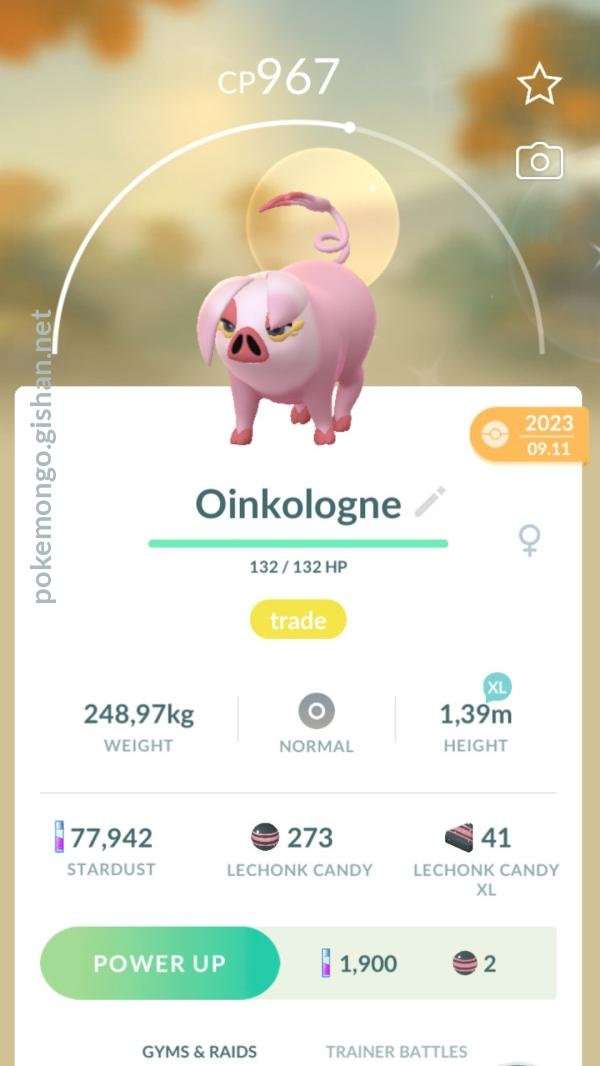 CP967
pokemongo.gishan.net
2023
09.11
Oinkologne
132 / 132 HP
trade
248,97kg
WEIGHT
NORMAL
XL
1,39m
HEIGHT
77,942
STARDUST
273
LECHONK CANDY
41
LECHONK CANDY
XL
POWER UP
1,900
2
GYMS & RAIDS
TRAINER BATTLES